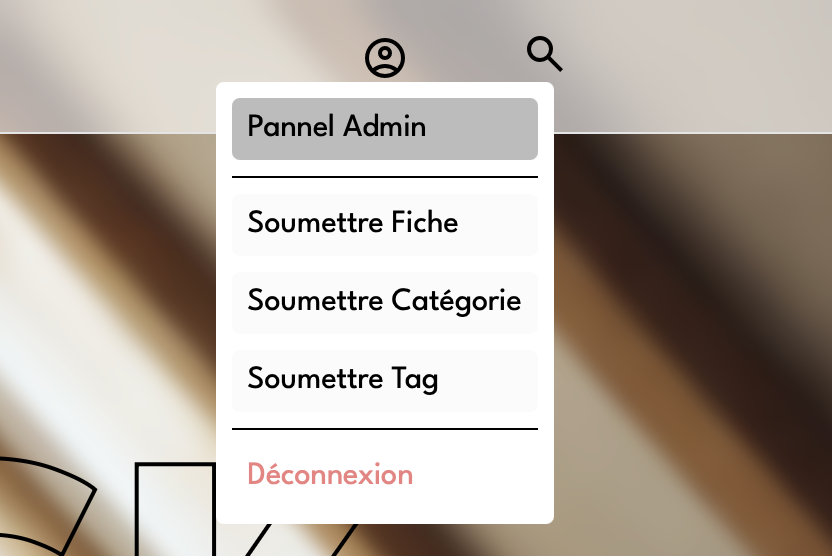 Pannel Admin
Soumettre Fiche
Soumettre Catégorie
Soumettre Tag
Déconnexion